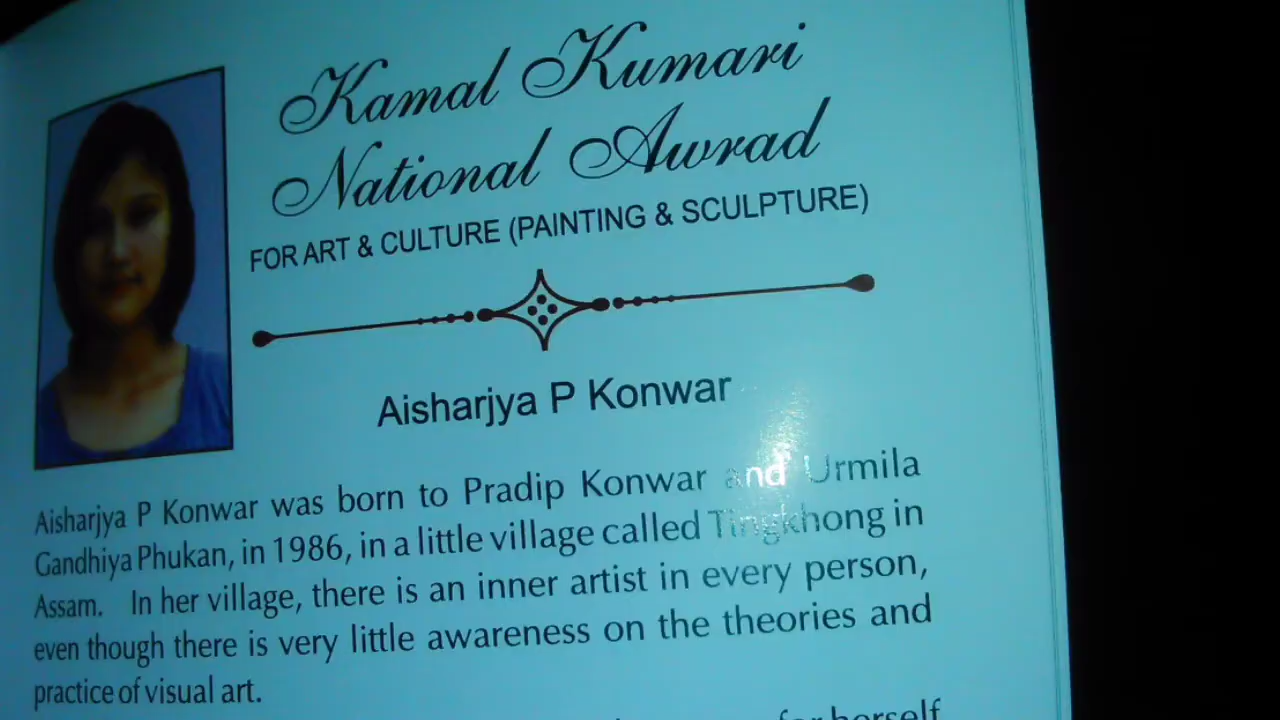 Kamal Kumari
National Awrad
FOR ART & CULTURE (PAINTING & SCULPTURE)
Aisharjya P Konwar
Aisharjya P Konwar was born to Pradip Konwar and Urmila
Gandhiya Phukan, in 1986, in a little village called Tingkhong in
Assam. In her village, there is an inner artist in every person,
even though there is very little awareness on the theories and
practice of visual art.
for herself